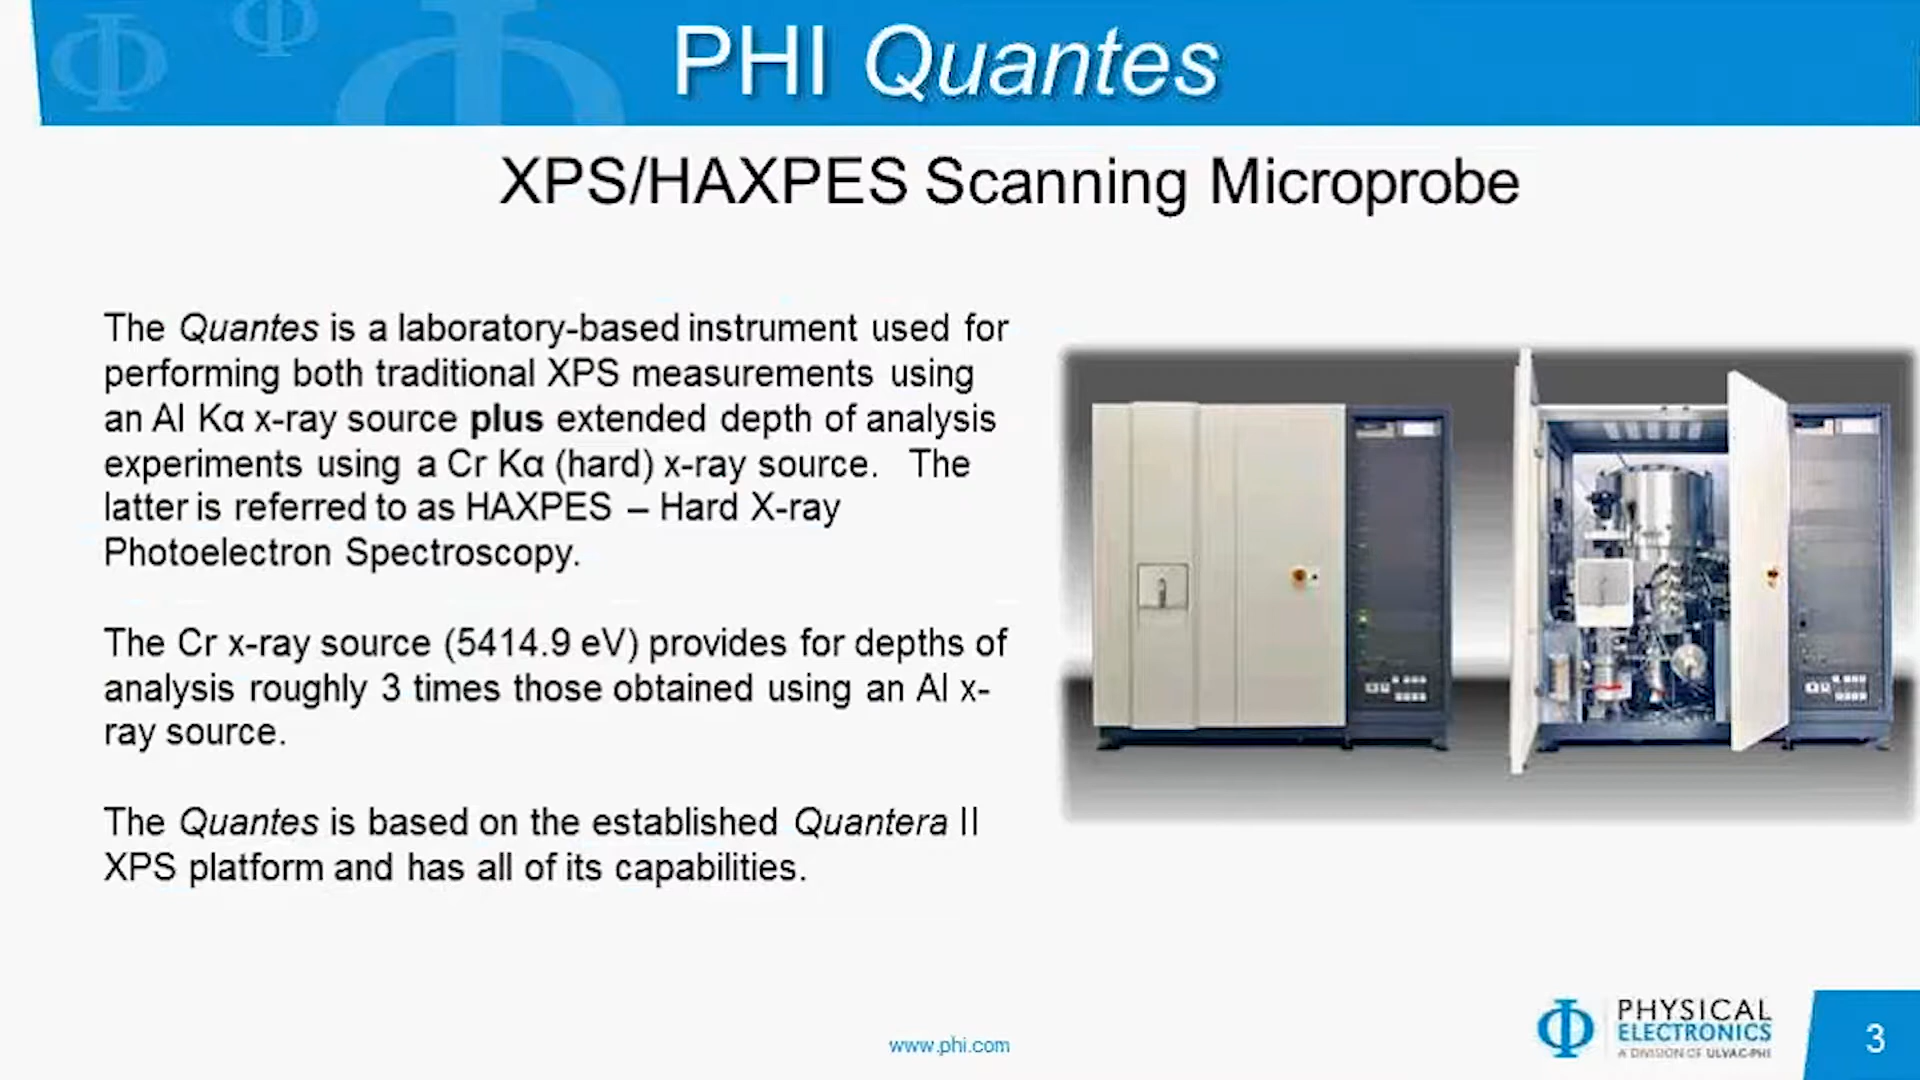 PHI Quantes
XPS/HAXPES Scanning Microprobe
The Quantes is a laboratory-based instrument used for
performing both traditional XPS measurements using
an Al Kα x-ray source plus extended depth of analysis
experiments using a Cr Kα (hard) x-ray source. The
latter is referred to as HAXPES – Hard X-ray
Photoelectron Spectroscopy.
The Cr x-ray source (5414.9 eV) provides for depths of
analysis roughly 3 times those obtained using an Al x-
ray source.
The Quantes is based on the established Quantera II
XPS platform and has all of its capabilities.
www.phi.com
PHYSICAL
ELECTRONICS
A DIVISION OF ULVAC-PHI
3